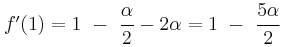 f′(1) = 1 − α/2 − 2α = 1 − 5α/2